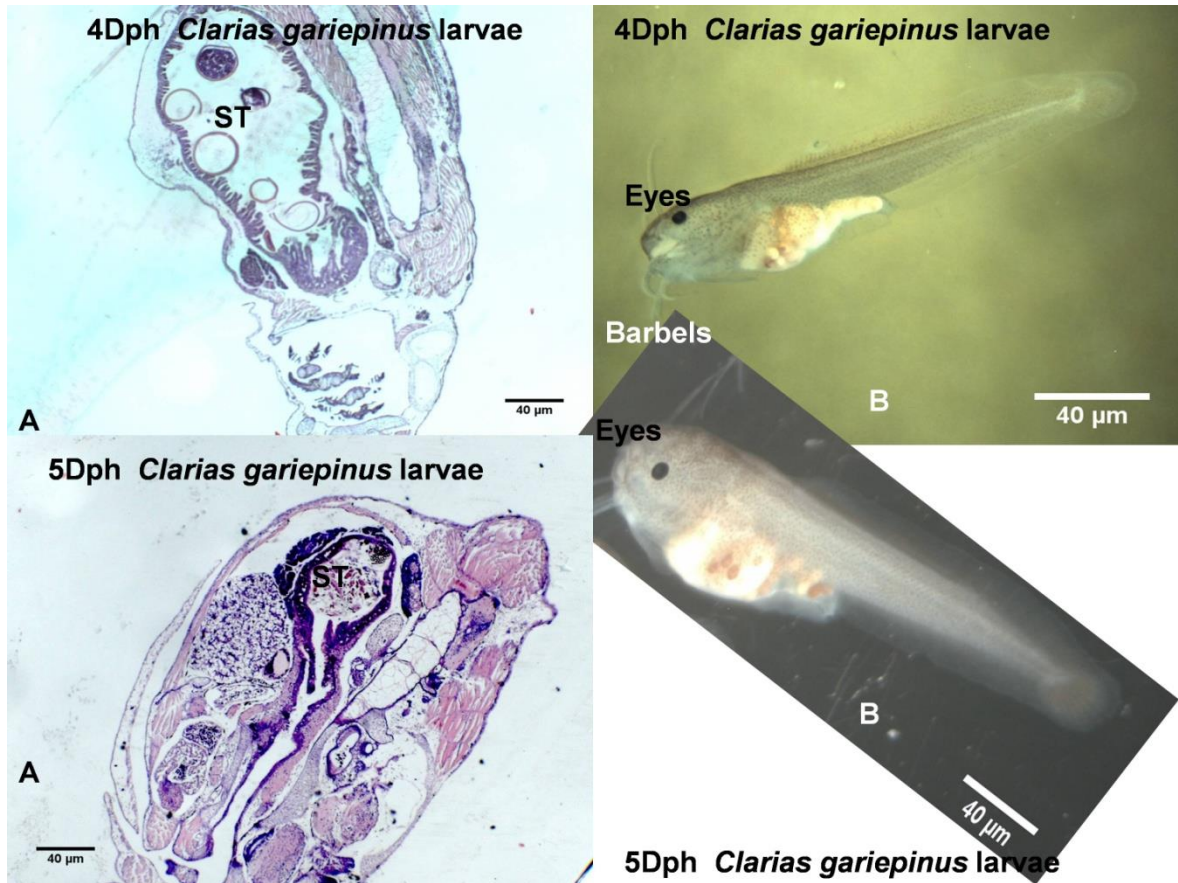 4Dph Clarias gariepinus larvae
ST
40 µm
A
4Dph Clarias gariepinus larvae
Eyes
Barbels
B
40 µm
5Dph Clarias gariepinus larvae
ST
A
40 µm
Eyes
B
40 µm
5Dph Clarias gariepinus larvae